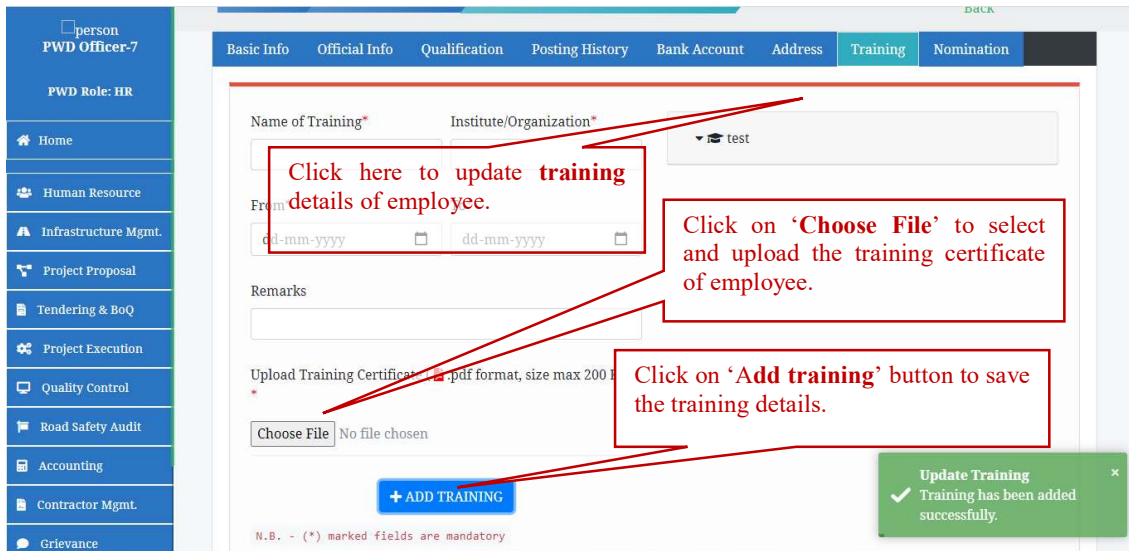 person
PWD Officer-7
PWD Role: HR
Home
Human Resource
Infrastructure Mgmt.
Project Proposal
Tendering & BoQ
Project Execution
Quality Control
Road Safety Audit
Accounting
Contractor Mgmt.
Grievance
Back
Basic Info Official Info Qualification Posting History Bank Account Address Training Nomination
Name of Training* Institute/Organization*
test
Click here to update training
details of employee.
From
dd-mm-yyyy dd-mm-yyyy
Click on ‘Choose File’ to select
and upload the training certificate
of employee.
Remarks
Upload Training Certificate .pdf format, size max 200
*
Click on ‘Add training’ button to save
the training details.
Choose File No file chosen
+ ADD TRAINING
N.B. - (*) marked fields are mandatory
Update Training ×
Training has been added
successfully.